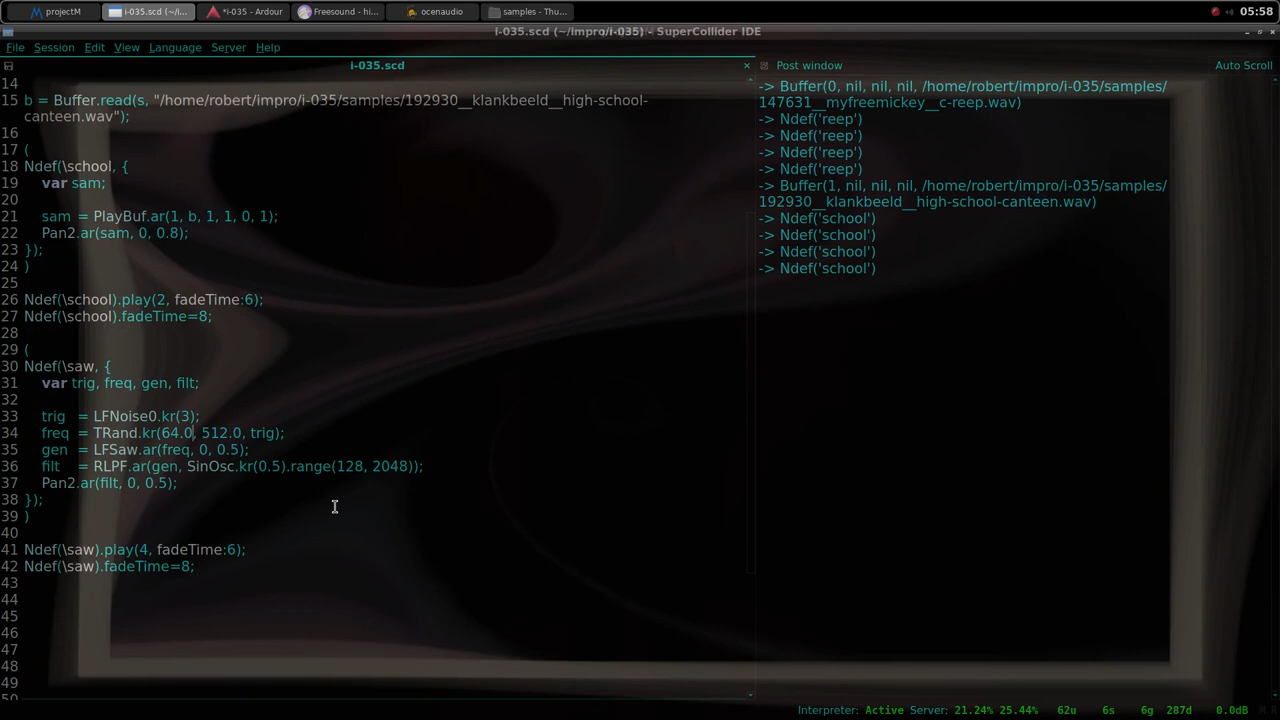 projectM
i-035.scd (~/i...
*i-035 - Ardour
Freesound - hi...
ocenaudio
samples - Thu...
05:58
i-035.scd (~/impro/i-035) - SuperCollider IDE
File Session Edit View Language Server Help
i-035.scd
14
15 b = Buffer.read(s, "/home/robert/impro/i-035/samples/192930__klankbeeld__high-school-
canteen.wav");
16
17 (
18 Ndef(\school, {
19 var sam;
20
21 sam = PlayBuf.ar(1, b, 1, 1, 0, 1);
22 Pan2.ar(sam, 0, 0.8);
23 });
24 )
25
26 Ndef(\school).play(2, fadeTime:6);
27 Ndef(\school).fadeTime=8;
28
29 (
30 Ndef(\saw, {
31 var trig, freq, gen, filt;
32
33 trig = LFNoise0.kr(3);
34 freq = TRand.kr(64.0, 512.0, trig);
35 gen = LFSaw.ar(freq, 0, 0.5);
36 filt = RLPF.ar(gen, SinOsc.kr(0.5).range(128, 2048));
37 Pan2.ar(filt, 0, 0.5);
38 });
39 )
40
41 Ndef(\saw).play(4, fadeTime:6);
42 Ndef(\saw).fadeTime=8;
43
44
45
46
47
48
49
50
Post window
Auto Scroll
-> Buffer(0, nil, nil, nil, /home/robert/impro/i-035/samples/
147631__myfreemickey__c-reep.wav)
-> Ndef('reep')
-> Ndef('reep')
-> Ndef('reep')
-> Ndef('reep')
-> Buffer(1, nil, nil, nil, /home/robert/impro/i-035/samples/
192930__klankbeeld__high-school-canteen.wav)
-> Ndef('school')
-> Ndef('school')
-> Ndef('school')
-> Ndef('school')
Interpreter: Active Server: 21.24% 25.44% 62u 6s 6g 287d 0.0dB